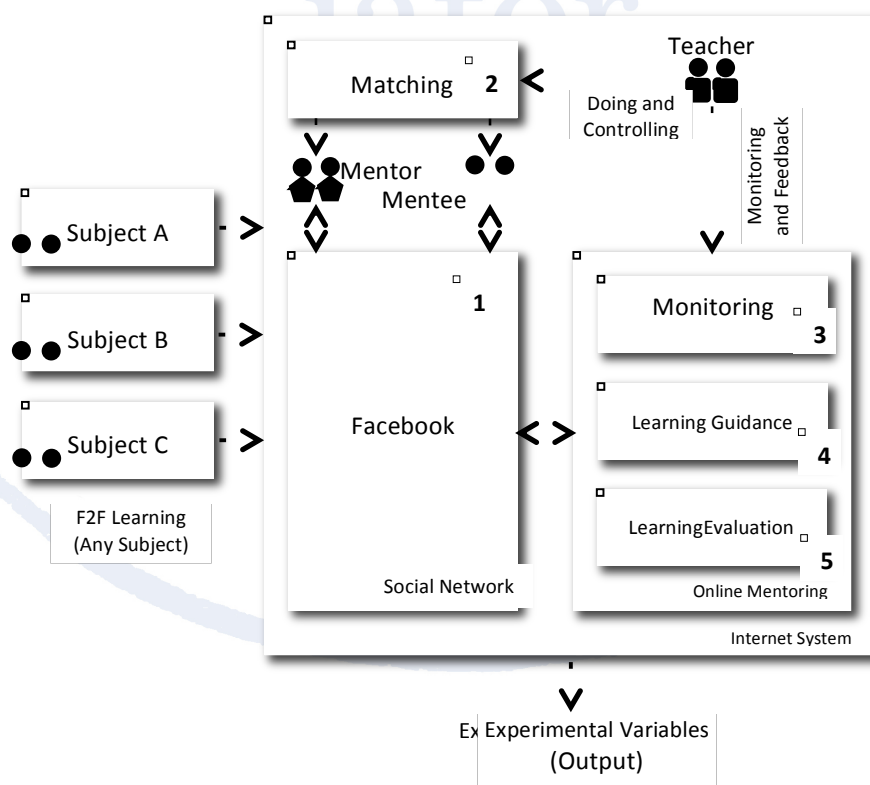 Teacher
Matching 2
Doing and
Controlling
Monitoring
and Feedback
Mentor
Mentee
Subject A
Subject B
Subject C
F2F Learning
(Any Subject)
1
Facebook
Social Network
Monitoring
3
Learning Guidance
4
LearningEvaluation
5
Online Mentoring
Internet System
Ex Experimental Variables
(Output)